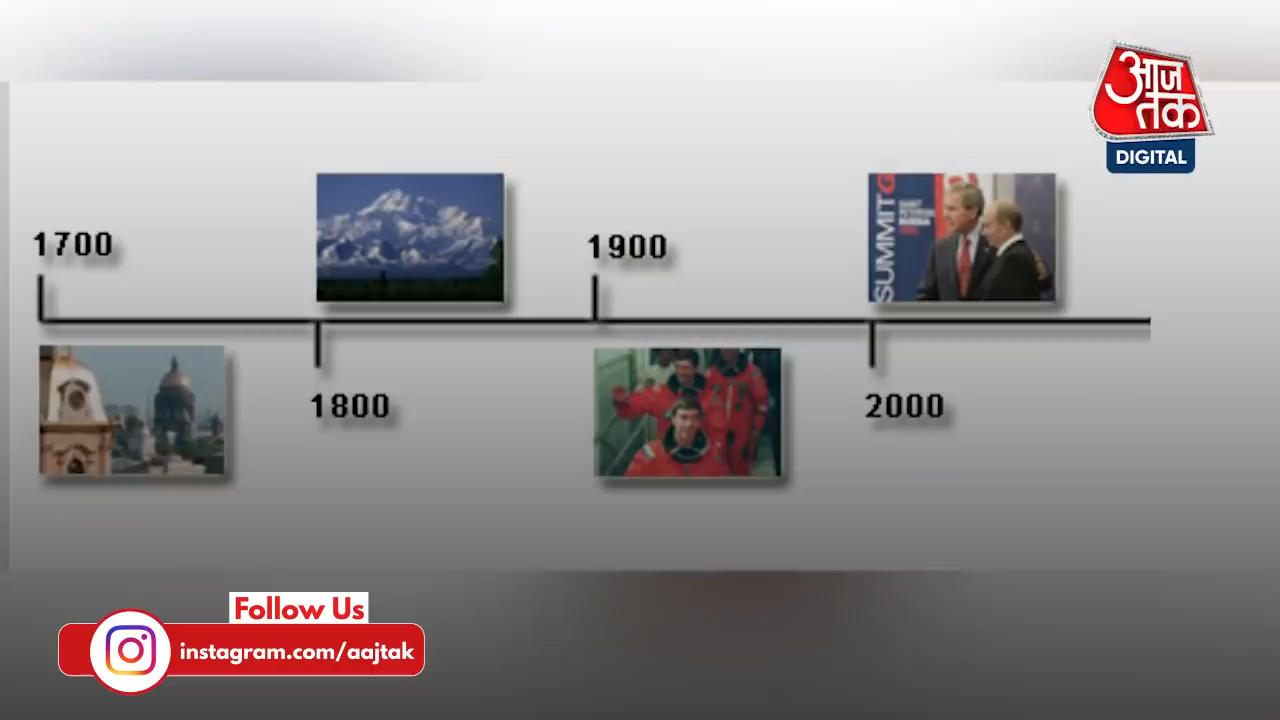 आज
तक
DIGITAL
1700
1900
SUMMIT G
1800
2000
Follow Us
instagram.com/aajtak